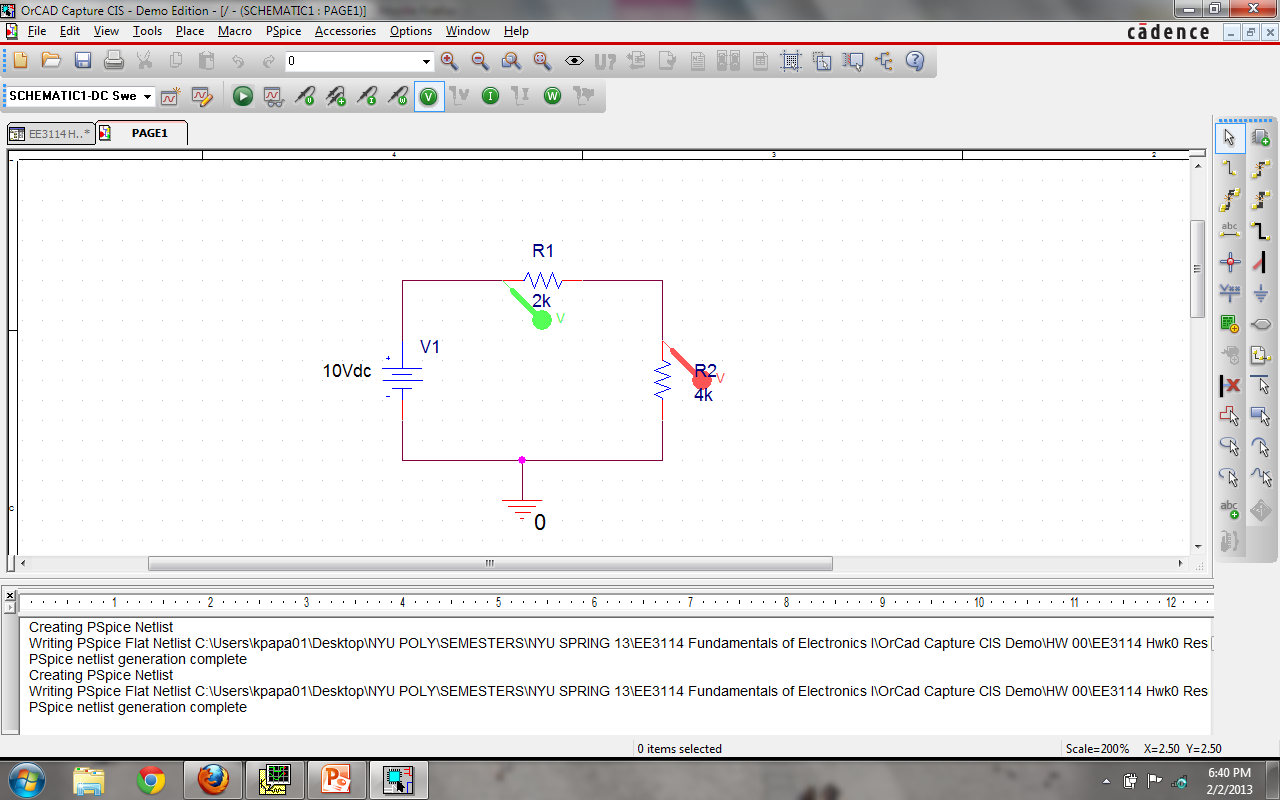 OrCAD Capture CIS - Demo Edition - [/ - (SCHEMATIC1 : PAGE1)]
File Edit View Tools Place Macro PSpice Accessories Options Window Help
cādence
0
U?
SCHEMATIC1-DC Swe
V I W
EE3114 H..* PAGE1
4 3 2
R1
2k
V
V1
10Vdc
+
-
R2
V
4k
C
0
abc
abc
1 2 3 4 5 6 7 8 9 10 11 12
Creating PSpice Netlist
Writing PSpice Flat Netlist C:\Users\kpapa01\Desktop\NYU POLY\SEMESTERS\NYU SPRING 13\EE3114 Fundamentals of Electronics I\OrCad Capture CIS Demo\HW 00\EE3114 Hwk0 Res
PSpice netlist generation complete
Creating PSpice Netlist
Writing PSpice Flat Netlist C:\Users\kpapa01\Desktop\NYU POLY\SEMESTERS\NYU SPRING 13\EE3114 Fundamentals of Electronics I\OrCad Capture CIS Demo\HW 00\EE3114 Hwk0 Res
PSpice netlist generation complete
0 items selected
Scale=200% X=2.50 Y=2.50
6:40 PM
2/2/2013